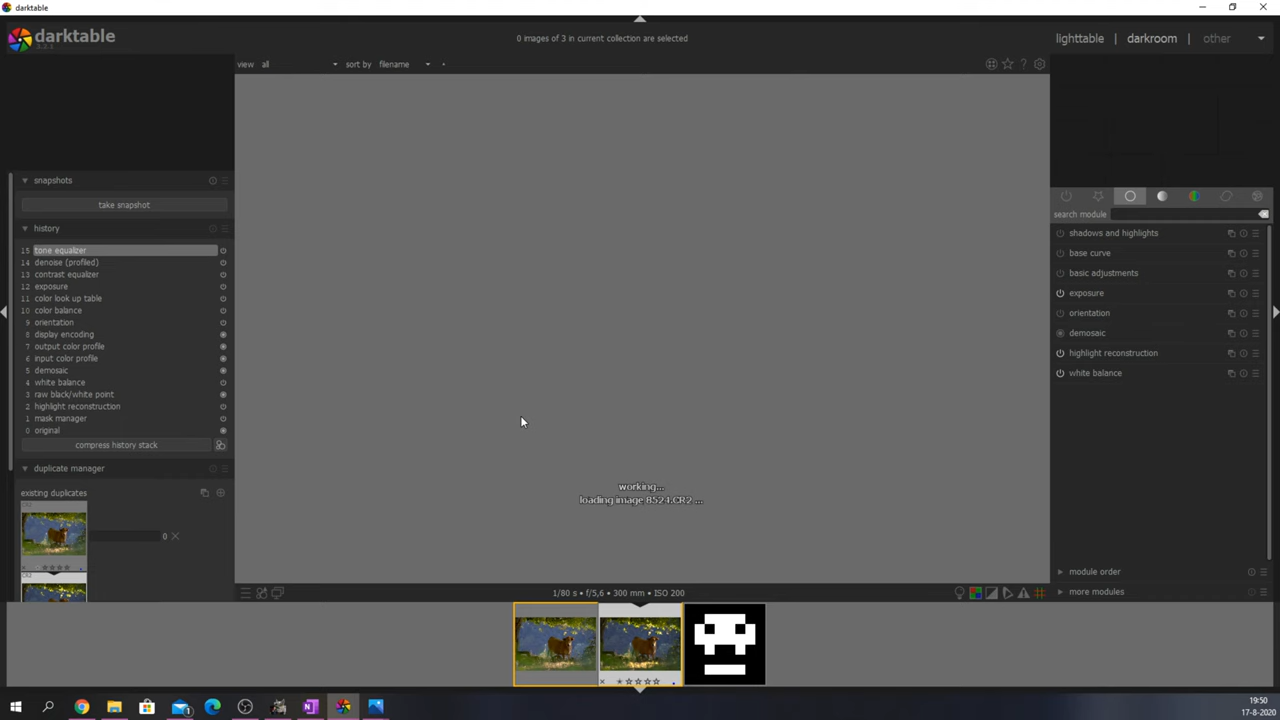 darktable
darktable
3.2.1
0 images of 3 in current collection are selected
lighttable | darkroom | other
view all sort by filename
snapshots
take snapshot
history
15 tone equalizer
14 denoise (profiled)
13 contrast equalizer
12 exposure
11 color look up table
10 color balance
9 orientation
8 display encoding
7 output color profile
6 input color profile
5 demosaic
4 white balance
3 raw black/white point
2 highlight reconstruction
1 mask manager
0 original
compress history stack
duplicate manager
existing duplicates
CR2
0
CR2
search module
shadows and highlights
base curve
basic adjustments
exposure
orientation
demosaic
highlight reconstruction
white balance
module order
more modules
working...
loading image 8524.CR2 ...
1/80 s • f/5,6 • 300 mm • ISO 200
19:50
17-8-2020